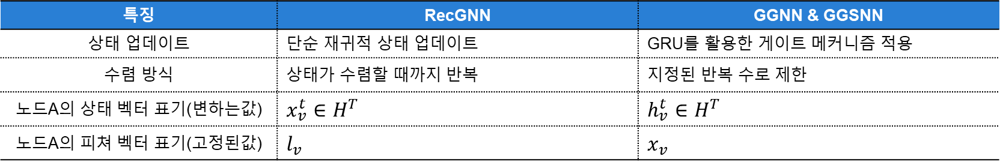 특징 RecGNN GGNN & GGSNN
상태 업데이트 단순 재귀적 상태 업데이트 GRU를 활용한 게이트 메커니즘 적용
수렴 방식 상태가 수렴할 때까지 반복 지정된 반복 수로 제한
노드A의 상태 벡터 표기(변하는값) $x_v^t \in H^T$ $h_v^t \in H^T$
노드A의 피쳐 벡터 표기(고정된값) $l_v$ $x_v$